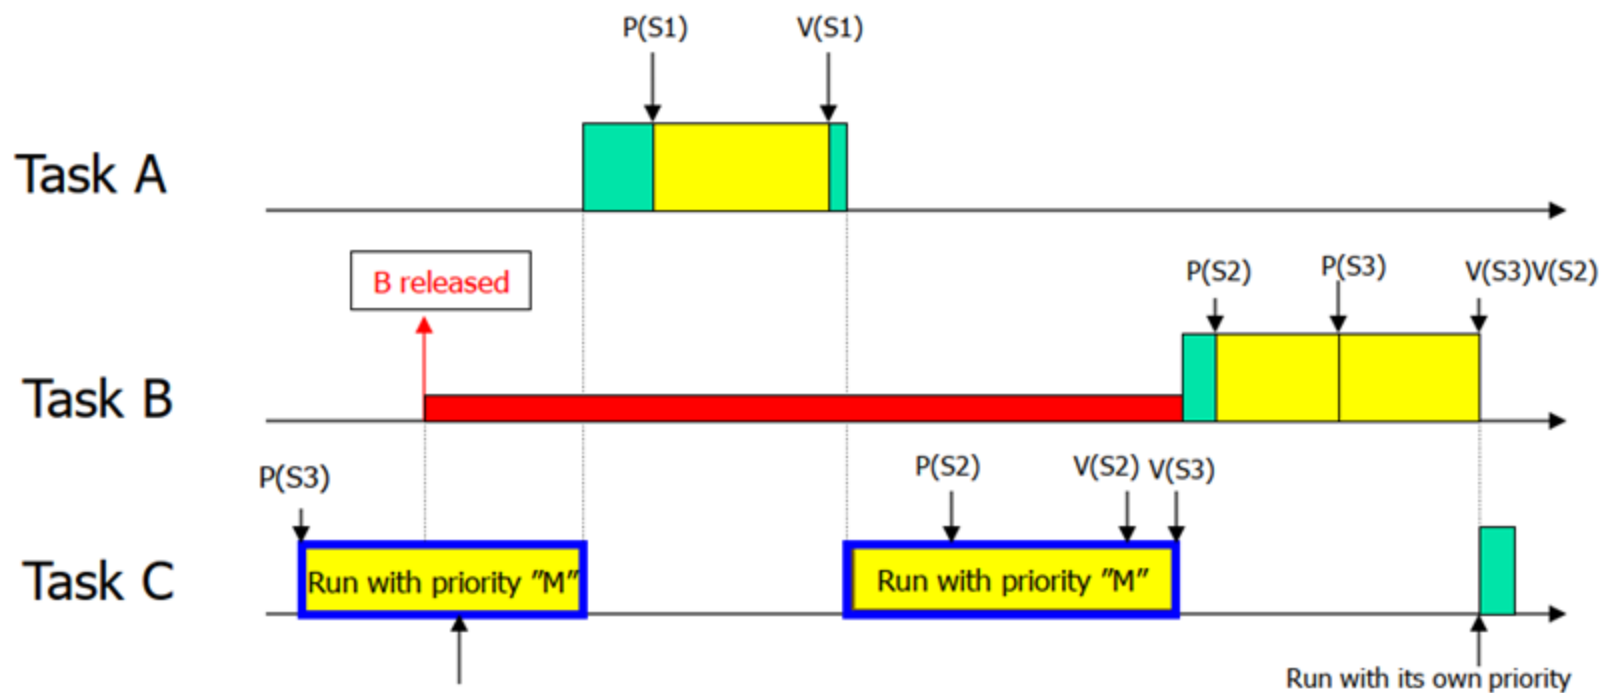 P(S1) V(S1)
Task A
B released
P(S2) P(S3) V(S3)V(S2)
Task B
P(S3) P(S2) V(S2) V(S3)
Task C
Run with priority ”M” Run with priority ”M”
Run with its own priority